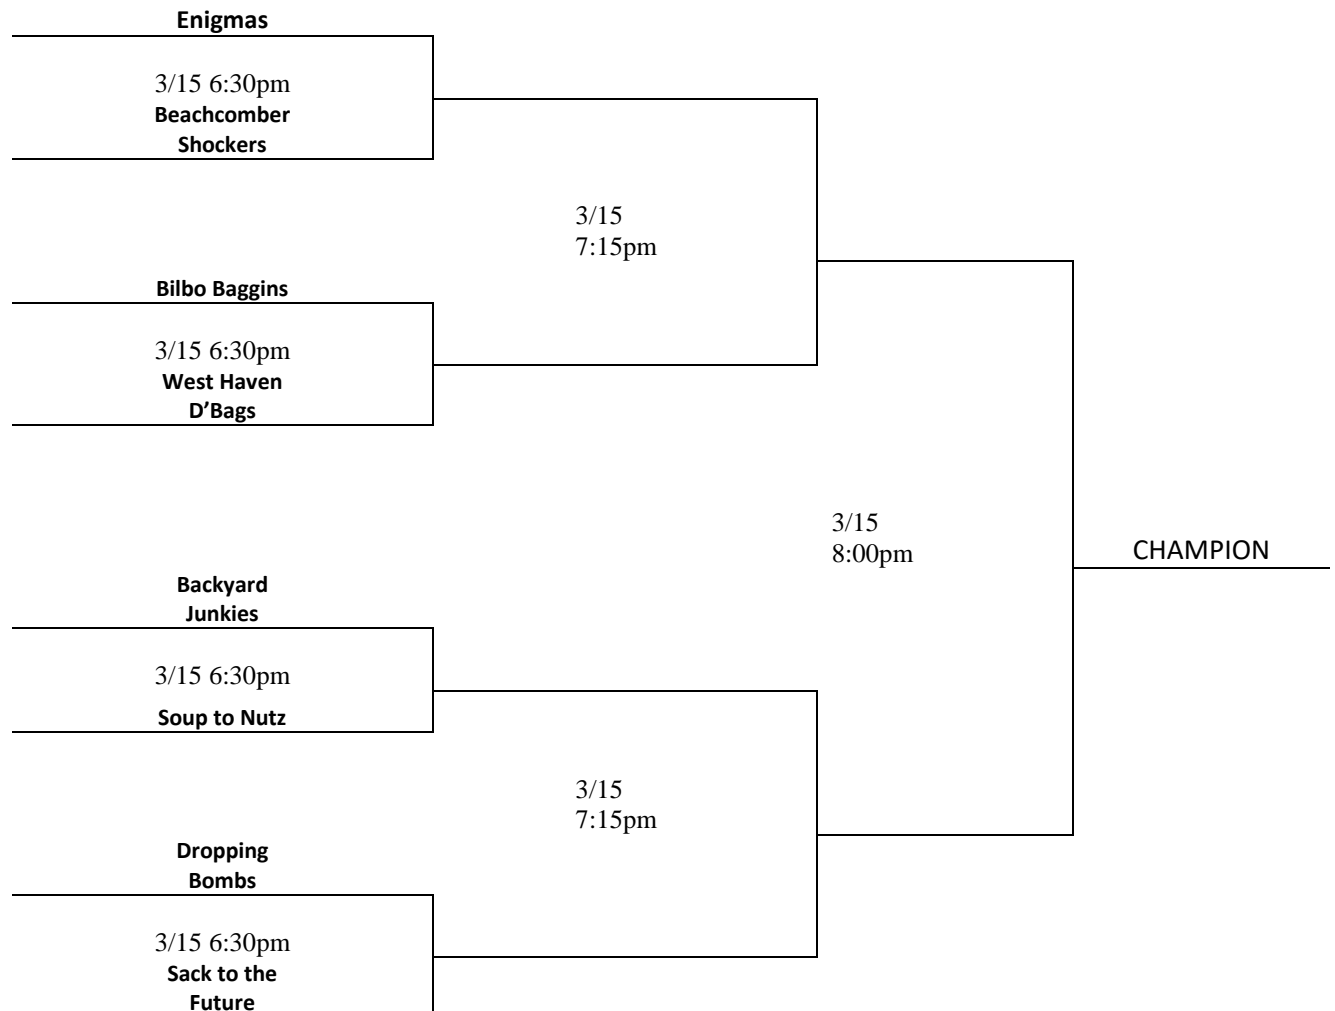 Enigmas
3/15 6:30pm
Beachcomber
Shockers
3/15
7:15pm
Bilbo Baggins
3/15 6:30pm
West Haven
D’Bags
3/15
8:00pm
CHAMPION
Backyard
Junkies
3/15 6:30pm
Soup to Nutz
3/15
7:15pm
Dropping
Bombs
3/15 6:30pm
Sack to the
Future